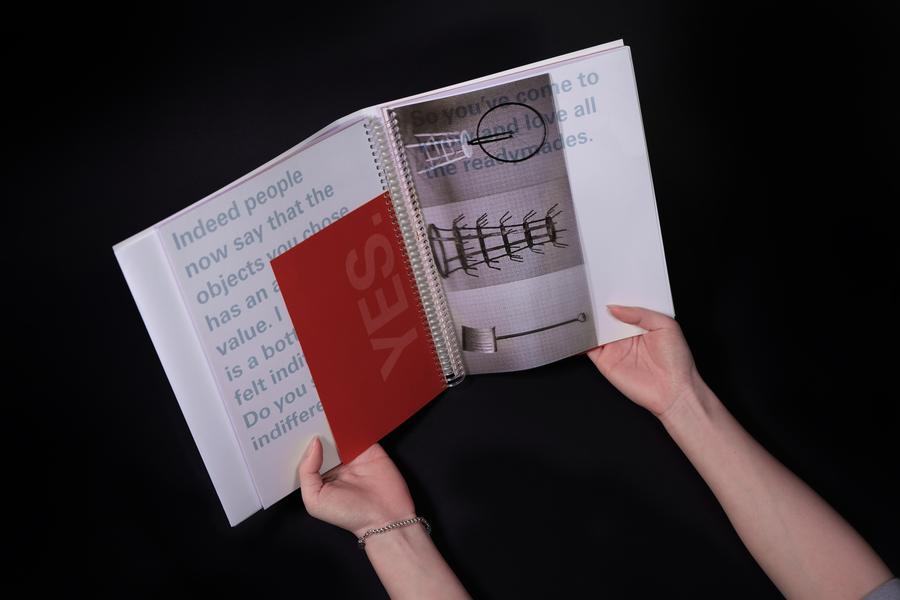 Indeed people
now say that the
objects you chose
has an a
value. I
is a bott
felt indi
Do you s
indiffere
YES.
So you've come to
know and love all
the readymades.